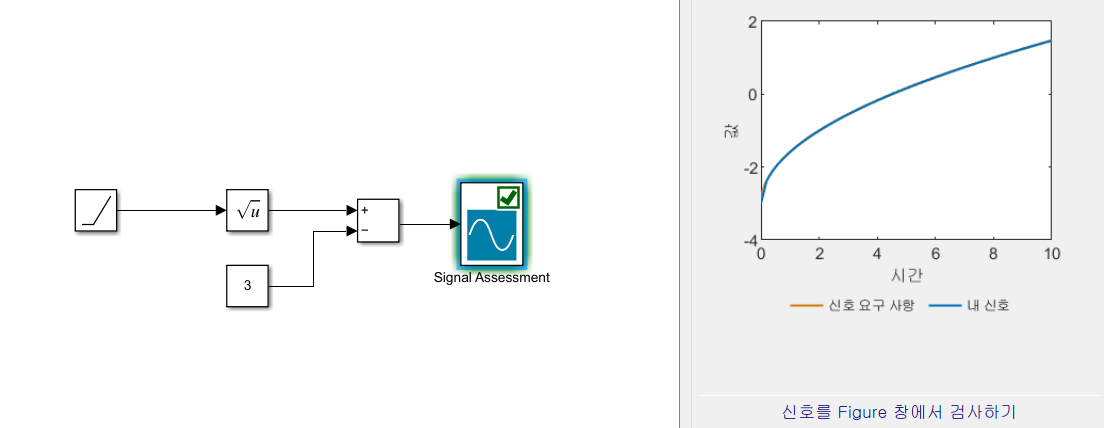 √u
+
−
3
Signal Assessment
2
0
-2
-4
값
0 2 4 6 8 10
시간
신호 요구 사항 내 신호
신호를 Figure 창에서 검사하기